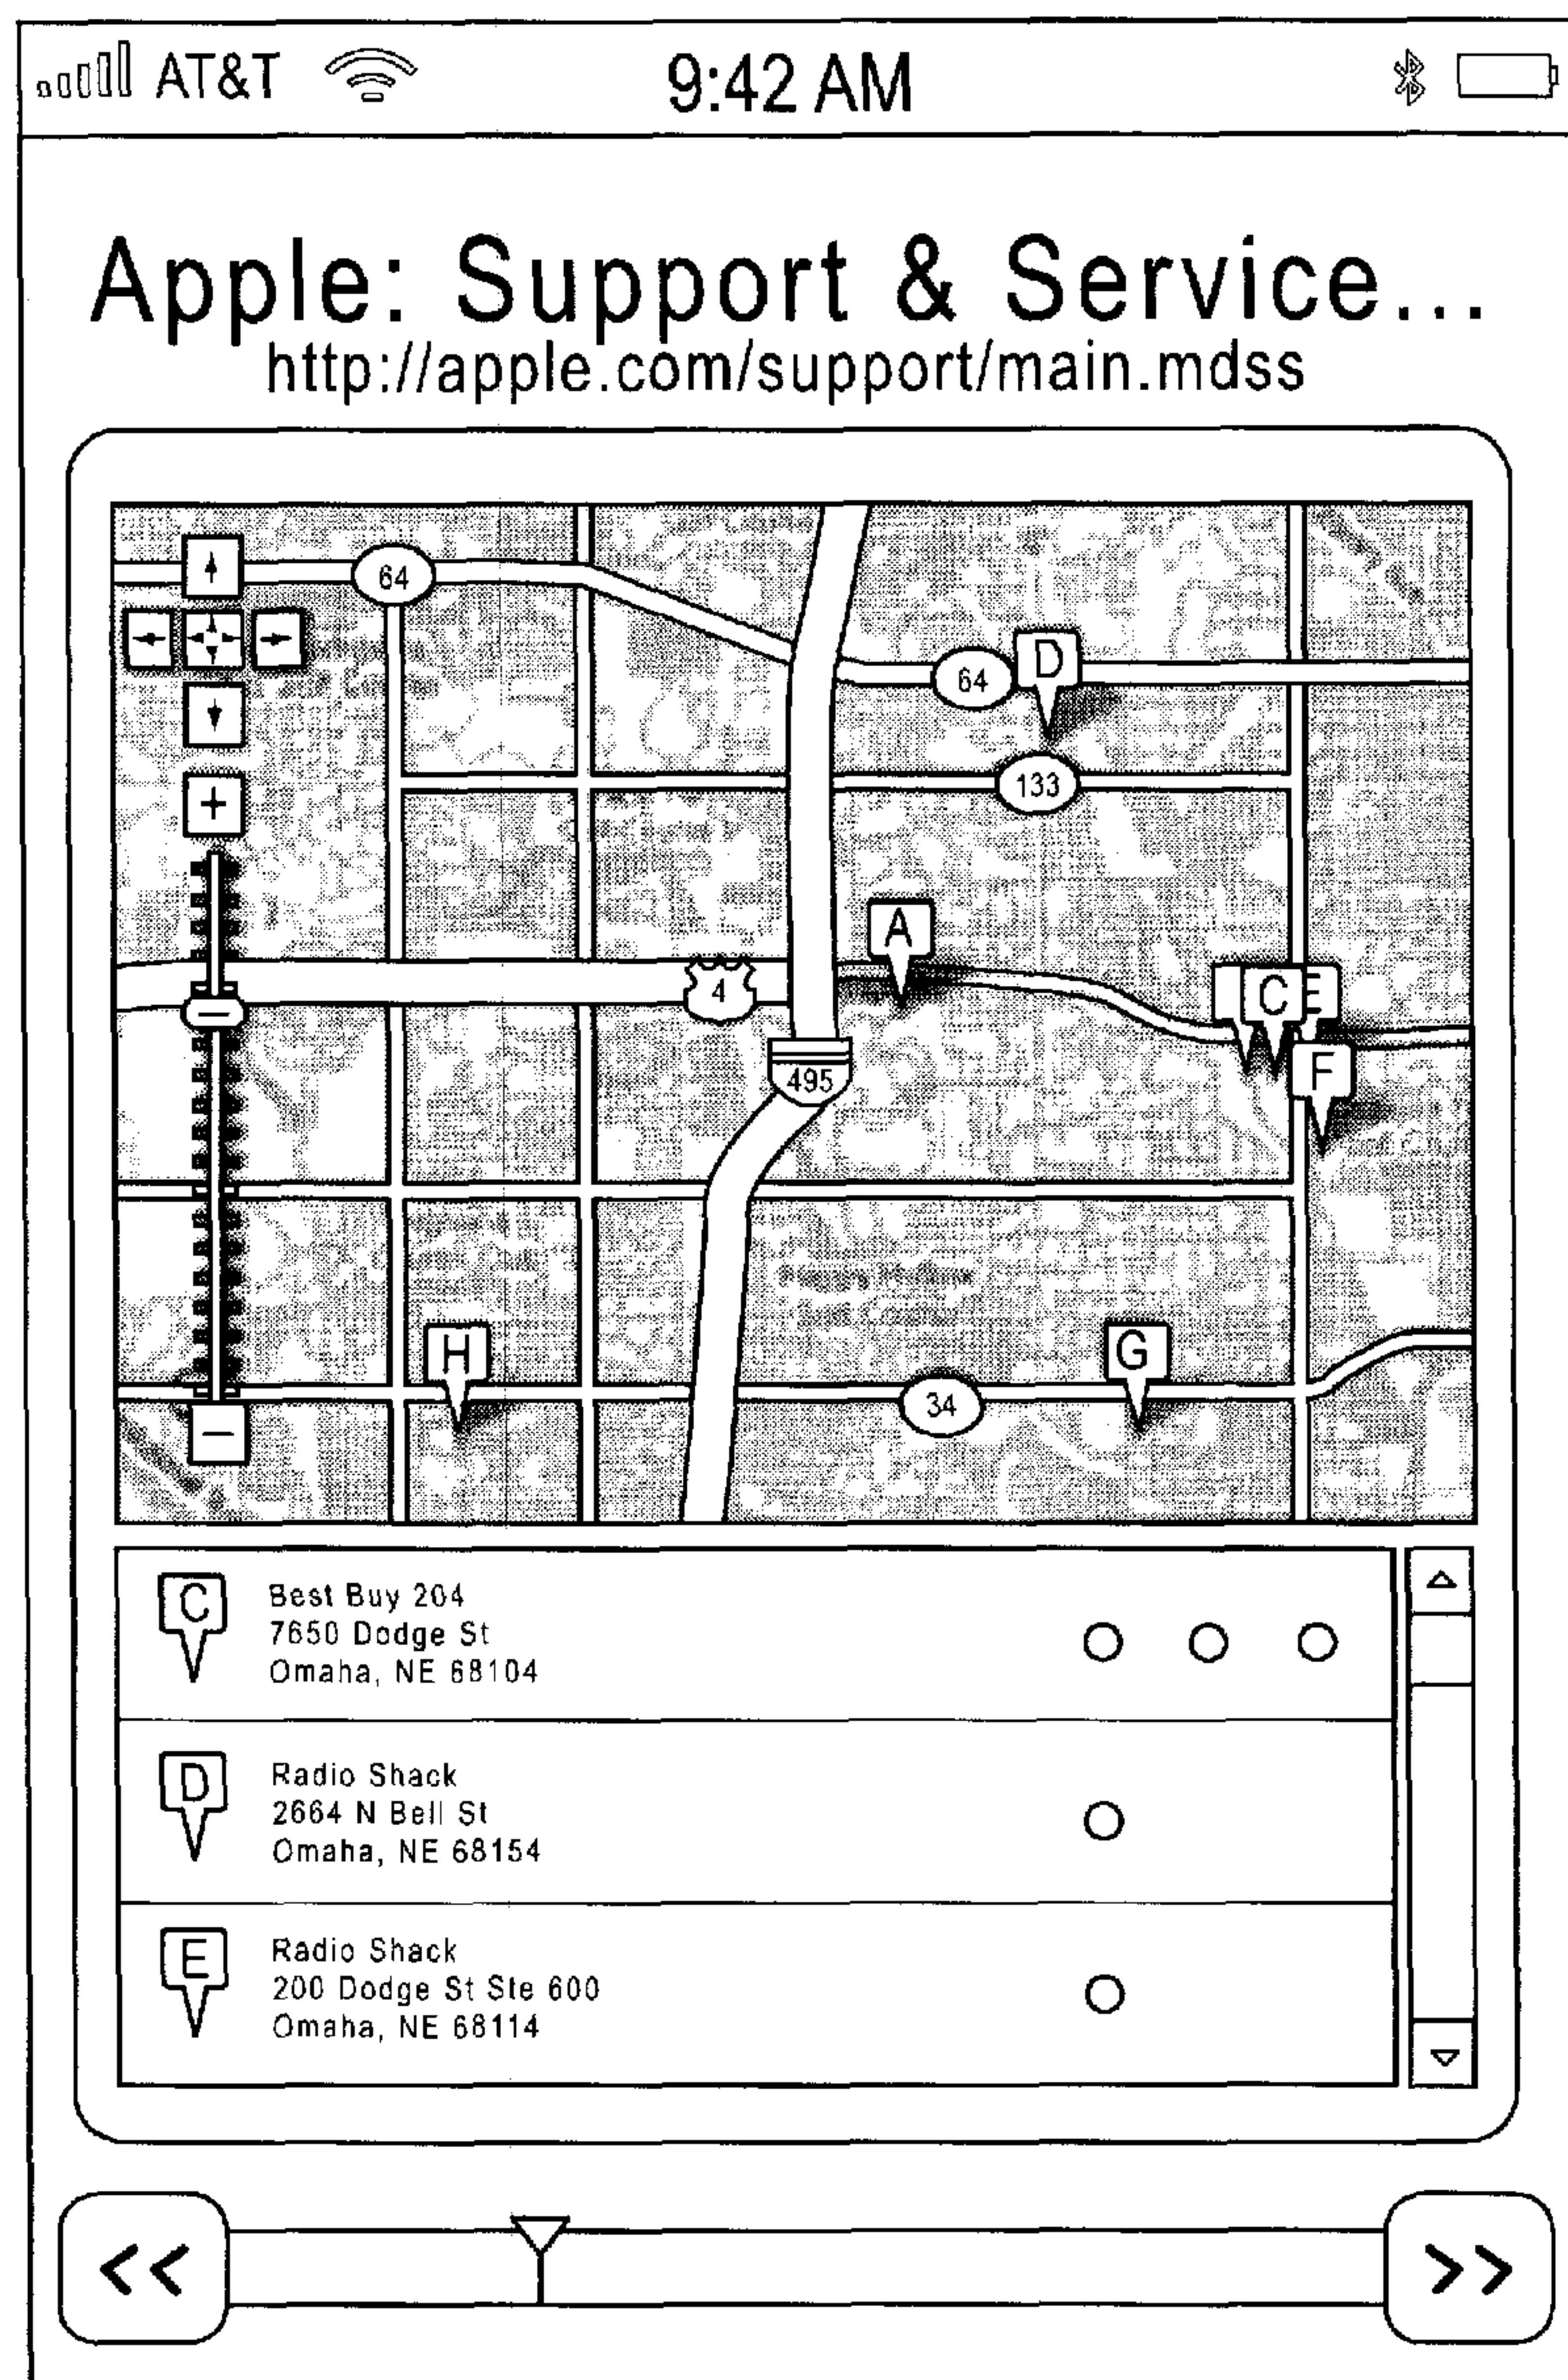 AT&T 9:42 AM
Apple: Support & Service...
http://apple.com/support/main.mdss
64
64
D
133
+
A
4
C E
495
F
H
G
34
−
C
Best Buy 204
7650 Dodge St
Omaha, NE 68104
D
Radio Shack
2664 N Bell St
Omaha, NE 68154
E
Radio Shack
200 Dodge St Ste 600
Omaha, NE 68114
<< >>